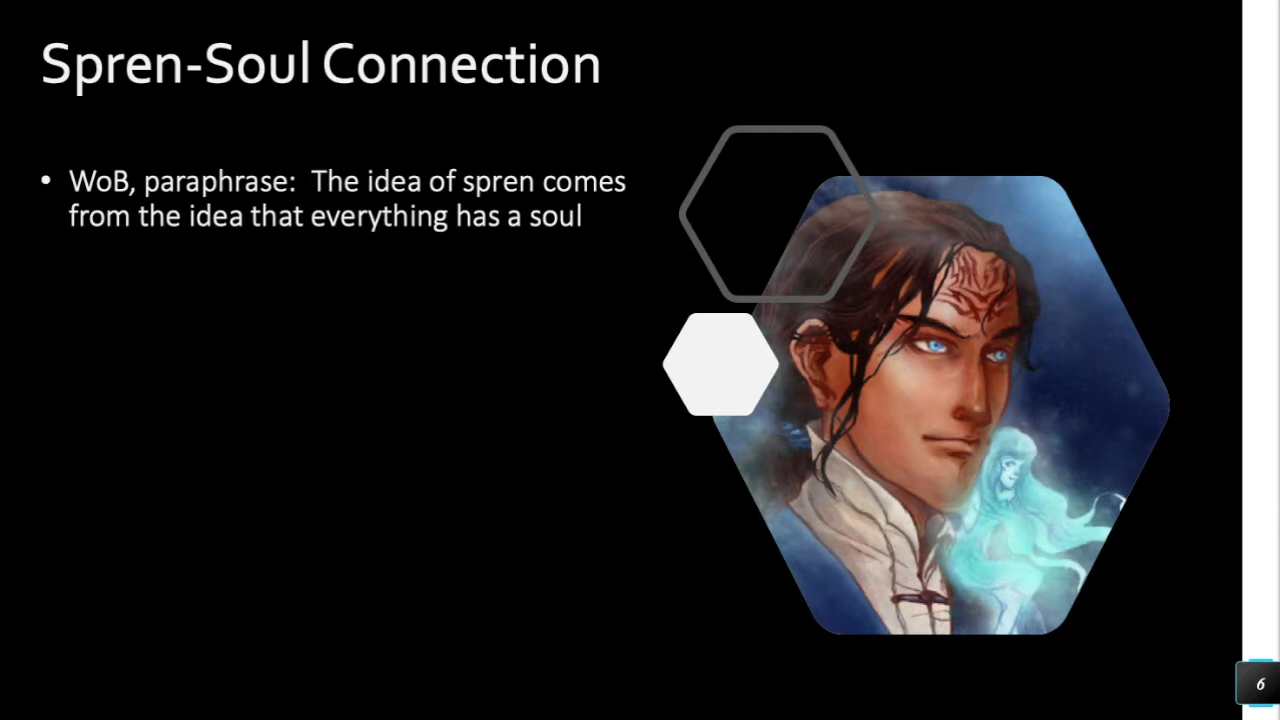 Spren-Soul Connection
• WoB, paraphrase: The idea of spren comes
from the idea that everything has a soul
6